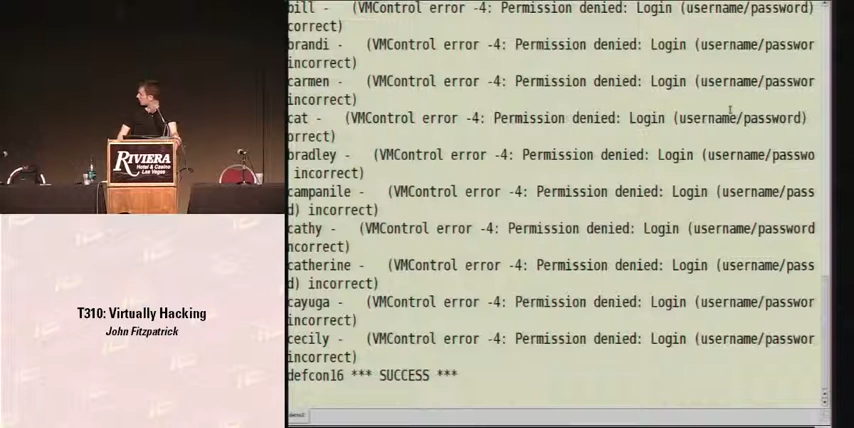 RIVIERA
Hotel & Casino
Las Vegas
T310: Virtually Hacking
John Fitzpatrick
bill - (VMControl error -4: Permission denied: Login (username/password)
correct)
brandi - (VMControl error -4: Permission denied: Login (username/passwor
incorrect)
carmen - (VMControl error -4: Permission denied: Login (username/passwor
incorrect)
cat - (VMControl error -4: Permission denied: Login (username/password)
orrect)
bradley - (VMControl error -4: Permission denied: Login (username/passwo
incorrect)
campanile - (VMControl error -4: Permission denied: Login (username/pass
d) incorrect)
cathy - (VMControl error -4: Permission denied: Login (username/password
ncorrect)
catherine - (VMControl error -4: Permission denied: Login (username/pass
d) incorrect)
cayuga - (VMControl error -4: Permission denied: Login (username/passwor
incorrect)
cecily - (VMControl error -4: Permission denied: Login (username/passwor
incorrect)
defcon16 *** SUCCESS ***